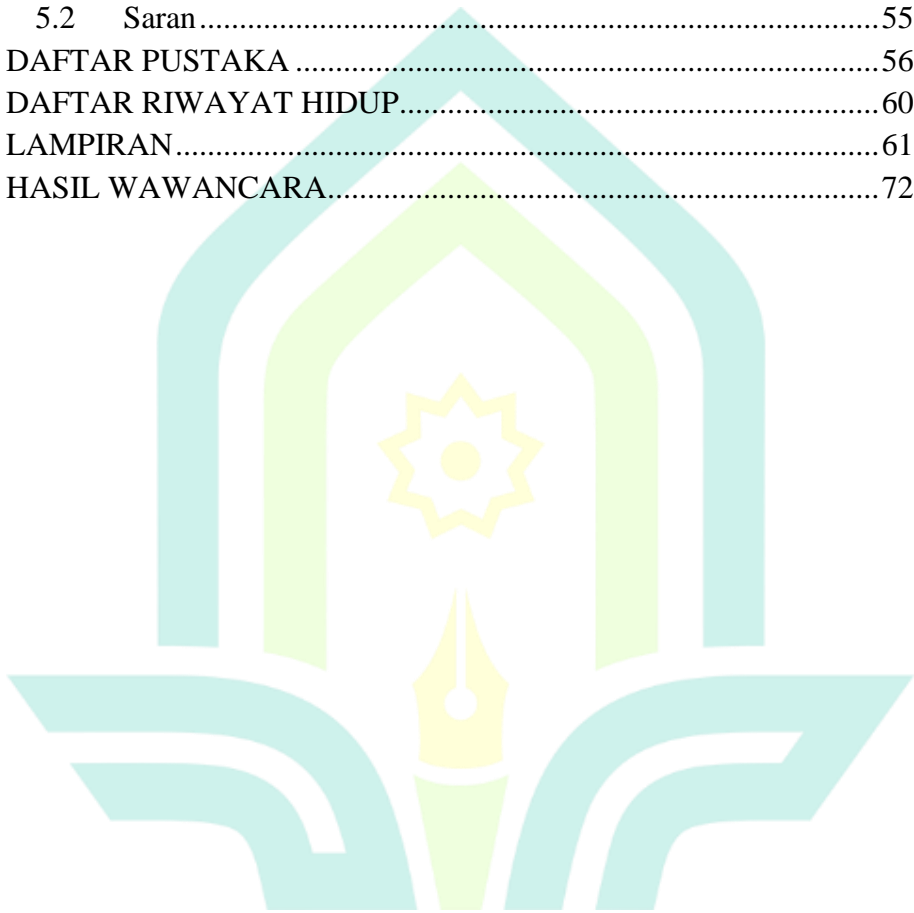 5.2 Saran........................................................................................55
DAFTAR PUSTAKA ..............................................................................56
DAFTAR RIWAYAT HIDUP................................................................60
LAMPIRAN............................................................................................61
HASIL WAWANCARA.........................................................................72